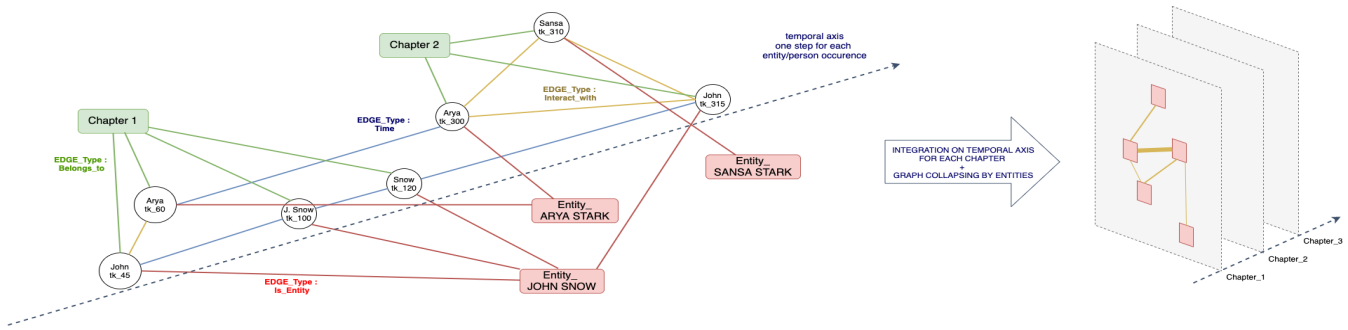 Sansa
tk_310
Chapter 2
temporal axis
one step for each
entity/person occurence
EDGE_Type :
Interact_with
John
tk_315
Arya
tk_300
Chapter 1
EDGE_Type :
Time
EDGE_Type :
Belongs_to
Entity_
SANSA STARK
Snow
tk_120
Arya
tk_60
J. Snow
tk_100
Entity_
ARYA STARK
John
tk_45
Entity_
JOHN SNOW
EDGE_Type :
Is_Entity
INTEGRATION ON TEMPORAL AXIS
FOR EACH CHAPTER
+
GRAPH COLLAPSING BY ENTITIES
Chapter_3
Chapter_2
Chapter_1